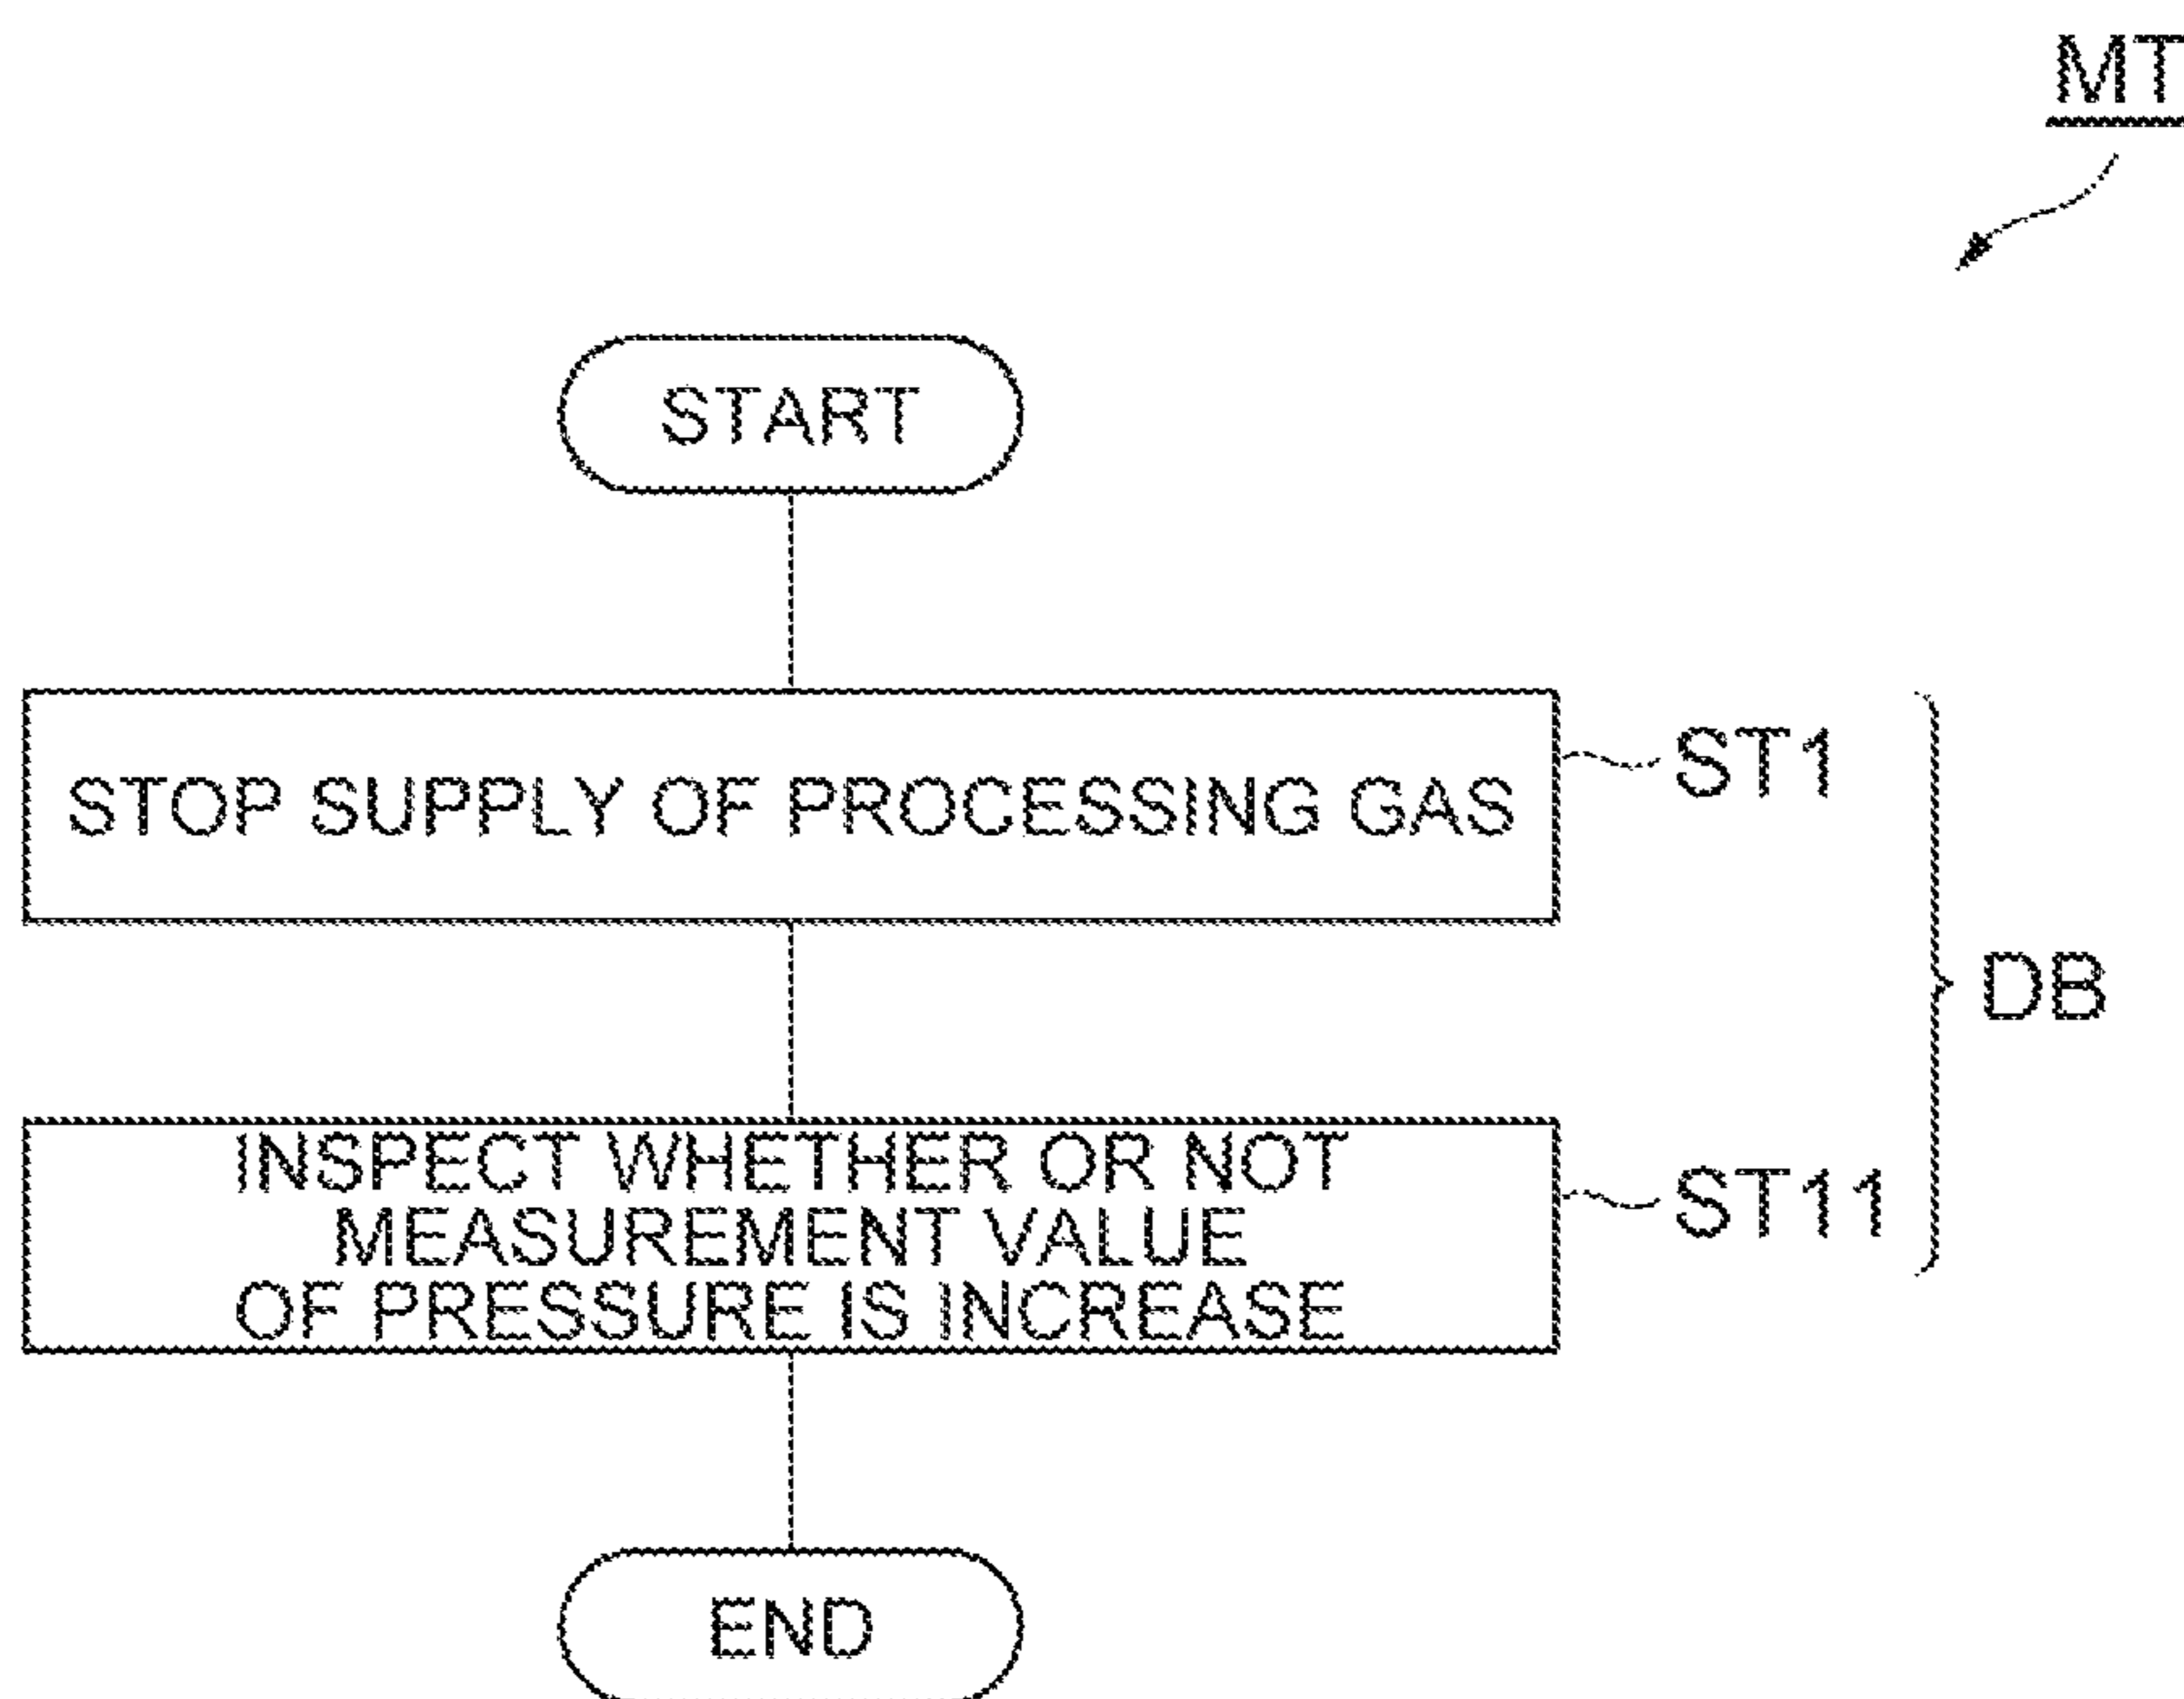 MT
START
STOP SUPPLY OF PROCESSING GAS
ST1
DB
INSPECT WHETHER OR NOT
MEASUREMENT VALUE
OF PRESSURE IS INCREASE
ST11
END